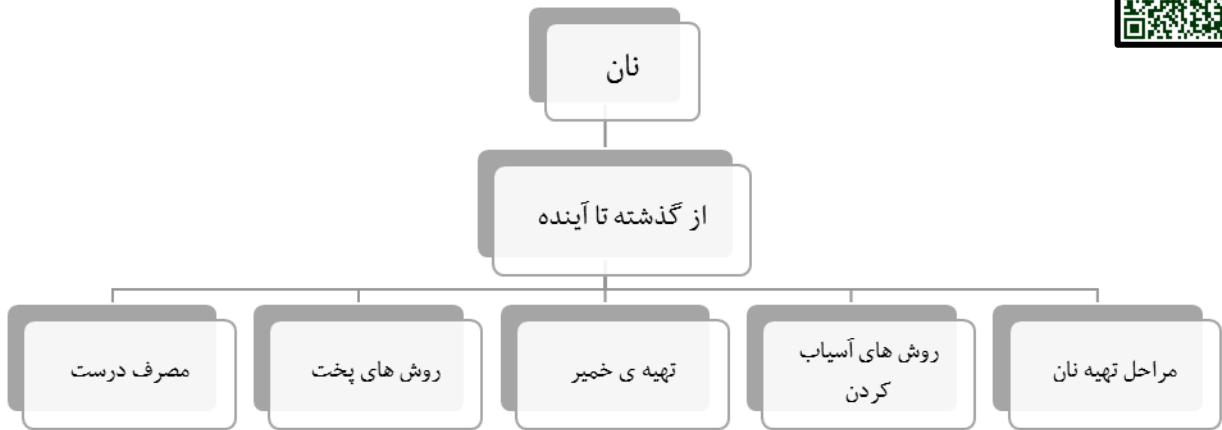 نان
از گذشته تا آینده
مراحل تهیه نان
روش های آسیاب
کردن
تهیه ی خمیر
روش های پخت
مصرف درست